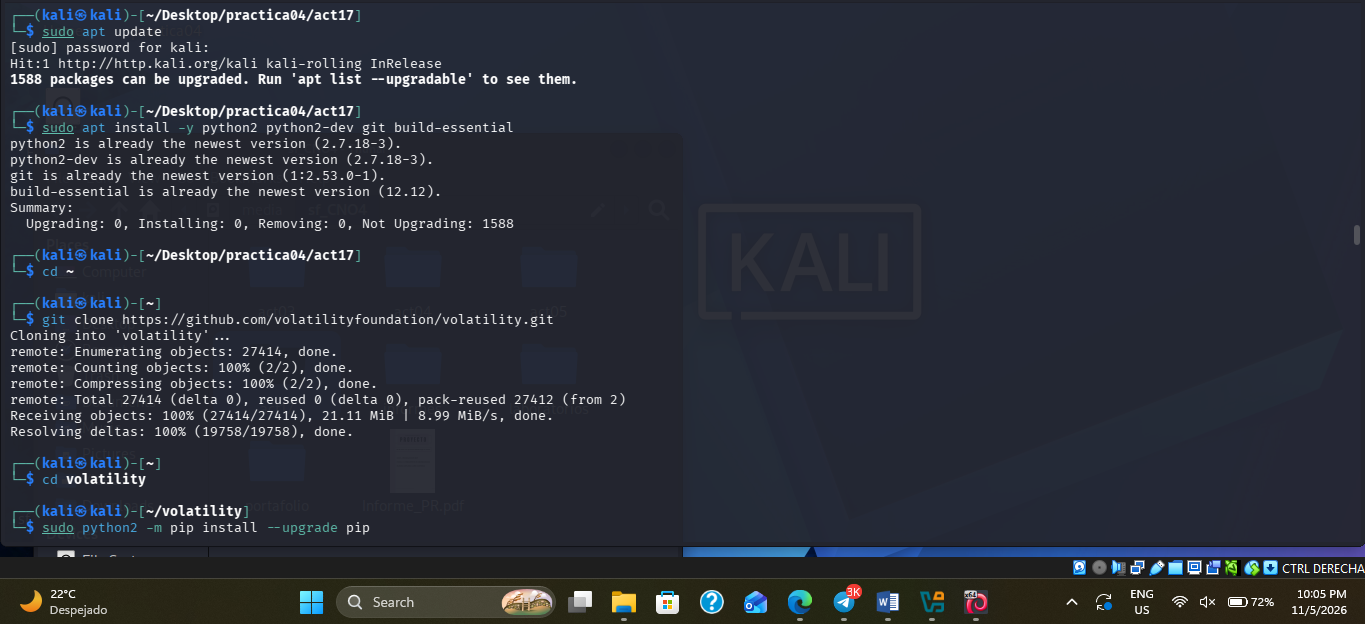 ┌──(kali㉿kali)-[~/Desktop/practica04/act17]
└─$ sudo apt update
[sudo] password for kali:
Hit:1 http://http.kali.org/kali kali-rolling InRelease
1588 packages can be upgraded. Run 'apt list --upgradable' to see them.
┌──(kali㉿kali)-[~/Desktop/practica04/act17]
└─$ sudo apt install -y python2 python2-dev git build-essential
python2 is already the newest version (2.7.18-3).
python2-dev is already the newest version (2.7.18-3).
git is already the newest version (1:2.53.0-1).
build-essential is already the newest version (12.12).
Summary:
  Upgrading: 0, Installing: 0, Removing: 0, Not Upgrading: 1588
┌──(kali㉿kali)-[~/Desktop/practica04/act17]
└─$ cd ~
Computer
┌──(kali㉿kali)-[~]
└─$ git clone https://github.com/volatilityfoundation/volatility.git
Cloning into 'volatility'...
remote: Enumerating objects: 27414, done.
remote: Counting objects: 100% (2/2), done.
remote: Compressing objects: 100% (2/2), done.
remote: Total 27414 (delta 0), reused 0 (delta 0), pack-reused 27412 (from 2)
Receiving objects: 100% (27414/27414), 21.11 MiB | 8.99 MiB/s, done.
Resolving deltas: 100% (19758/19758), done.
┌──(kali㉿kali)-[~]
└─$ cd volatility
portafolio Informe_PR.pdf
┌──(kali㉿kali)-[~/volatility]
└─$ sudo python2 -m pip install --upgrade pip
KALI
CTRL DERECHA
22°C
Despejado
Search
3K
X64
ENG
US
72%
10:05 PM
11/5/2026